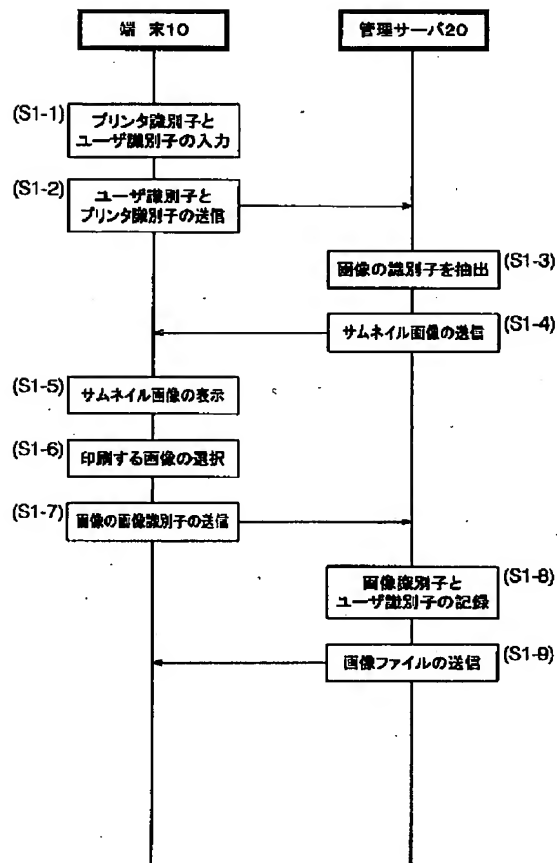 端 末10
管理サーバ20
(S1-1)
プリンタ識別子と
ユーザ識別子の入力
(S1-2)
ユーザ識別子と
プリンタ識別子の送信
画像の識別子を抽出
(S1-3)
サムネイル画像の送信
(S1-4)
(S1-5)
サムネイル画像の表示
(S1-6)
印刷する画像の選択
(S1-7)
画像の画像識別子の送信
画像識別子と
ユーザ識別子の記録
(S1-8)
画像ファイルの送信
(S1-9)